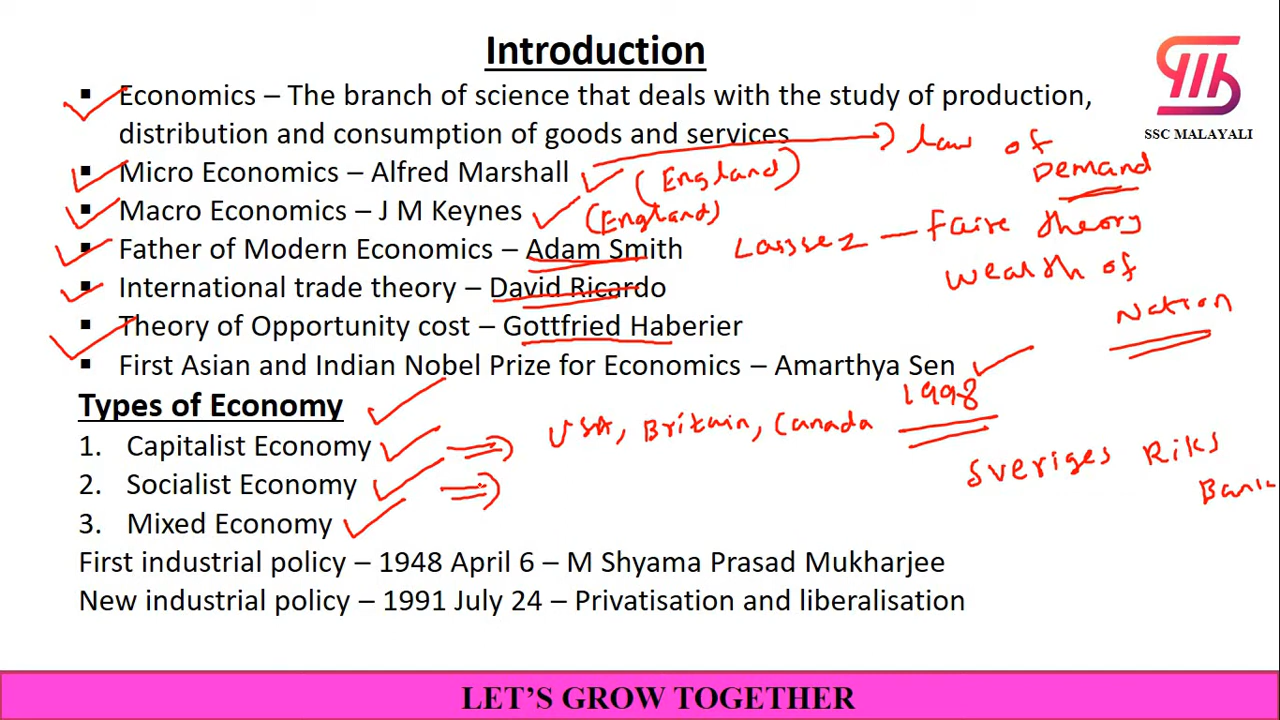 Introduction
SSC MALAYALI
▪ Economics – The branch of science that deals with the study of production,
distribution and consumption of goods and services
law of
Demand
▪ Micro Economics – Alfred Marshall (England)
▪ Macro Economics – J M Keynes (England)
▪ Father of Modern Economics – Adam Smith
Laissez – Faire theory
Wealth of
Nation
▪ International trade theory – David Ricardo
▪ Theory of Opportunity cost – Gottfried Haberier
▪ First Asian and Indian Nobel Prize for Economics – Amarthya Sen
1998
Sveriges Riks
Bank
Types of Economy
1. Capitalist Economy ⇒ USA, Britain, Canada
2. Socialist Economy ⇒
3. Mixed Economy
First industrial policy – 1948 April 6 – M Shyama Prasad Mukharjee
New industrial policy – 1991 July 24 – Privatisation and liberalisation
LET'S GROW TOGETHER